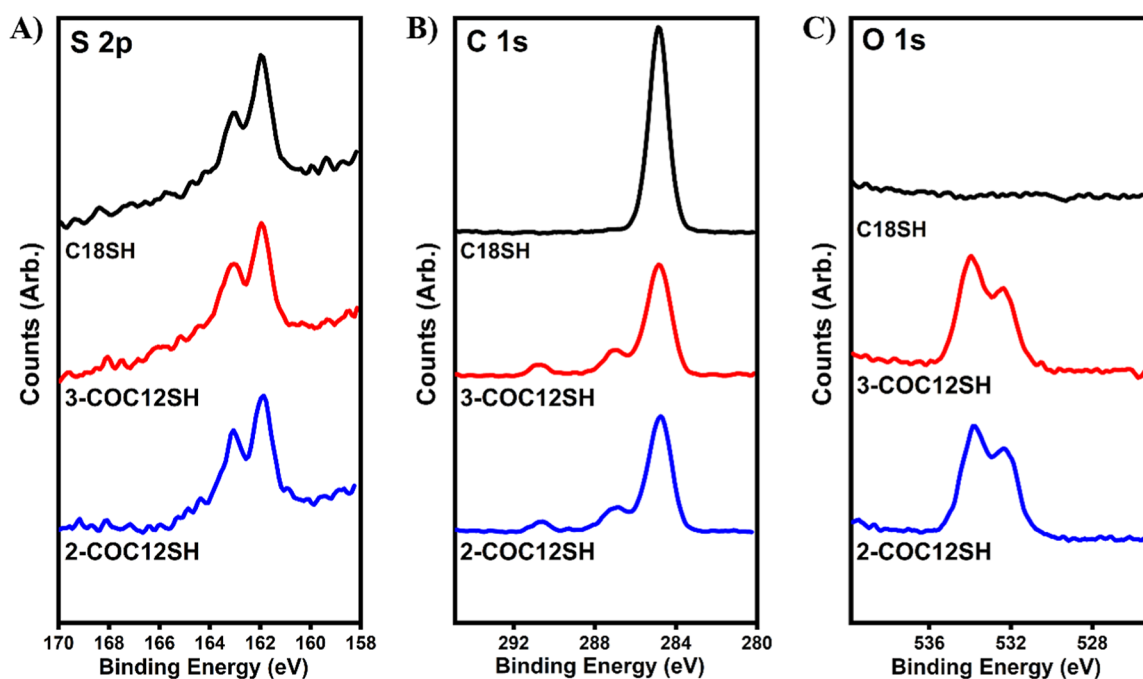 A)
S 2p
C18SH
3-COC12SH
2-COC12SH
170 168 166 164 162 160 158
Binding Energy (eV)
B)
C 1s
Counts (Arb.)
C18SH
3-COC12SH
2-COC12SH
292 288 284 280
Binding Energy (eV)
C)
O 1s
Counts (Arb.)
C18SH
3-COC12SH
2-COC12SH
536 532 528
Binding Energy (eV)
Counts (Arb.)